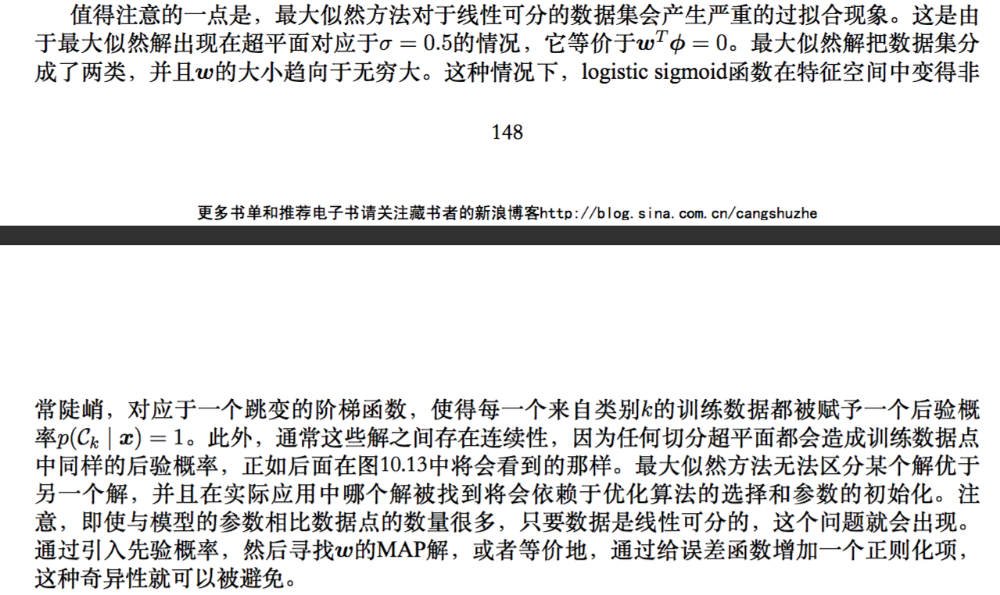 值得注意的一点是，最大似然方法对于线性可分的数据集会产生严重的过拟合现象。这是由
于最大似然解出现在超平面对应于σ = 0.5的情况，它等价于w^T ϕ = 0。最大似然解把数据集分
成了两类，并且w的大小趋向于无穷大。这种情况下，logistic sigmoid函数在特征空间中变得非
148
更多书单和推荐电子书请关注藏书者的新浪博客http://blog.sina.com.cn/cangshuzhe
常陡峭，对应于一个跳变的阶梯函数，使得每一个来自类别k的训练数据都被赋予一个后验概
率p(C_k | x) = 1。此外，通常这些解之间存在连续性，因为任何切分超平面都会造成训练数据点
中同样的后验概率，正如后面在图10.13中将会看到的那样。最大似然方法无法区分某个解优于
另一个解，并且在实际应用中哪个解被找到将会依赖于优化算法的选择和参数的初始化。注
意，即使与模型的参数相比数据点的数量很多，只要数据是线性可分的，这个问题就会出现。
通过引入先验概率，然后寻找w的MAP解，或者等价地，通过给误差函数增加一个正则化项，
这种奇异性就可以被避免。